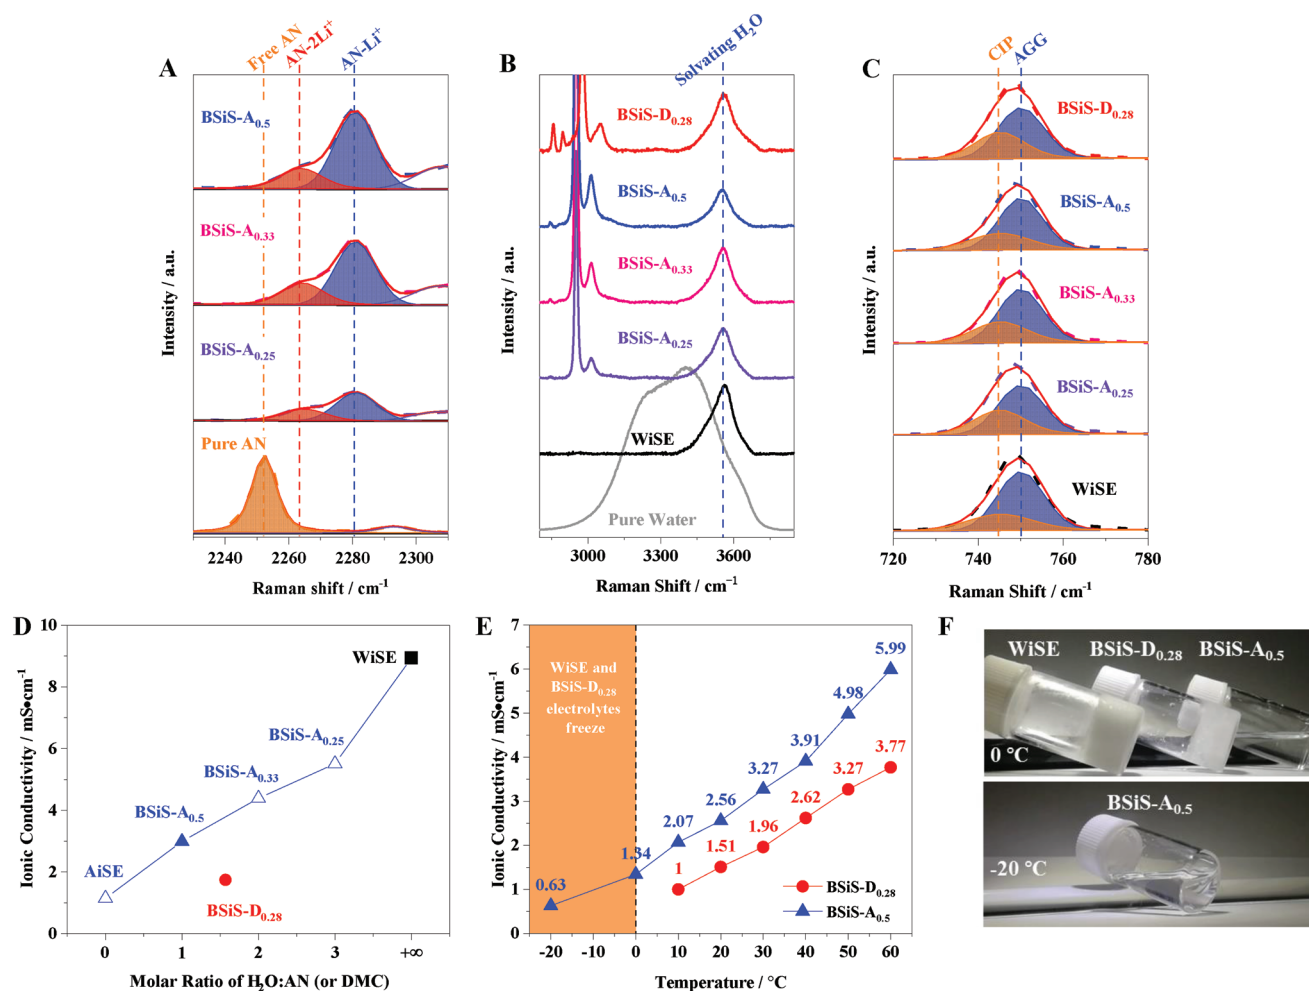 A
Free AN
AN-2Li⁺
AN-Li⁺
BSiS-A₀.₅
BSiS-A₀.₃₃
BSiS-A₀.₂₅
Pure AN
Intensity / a.u.
2240 2260 2280 2300
Raman shift / cm⁻¹
B
Solvating H₂O
BSiS-D₀.₂₈
BSiS-A₀.₅
BSiS-A₀.₃₃
BSiS-A₀.₂₅
WiSE
Pure Water
Intensity / a.u.
3000 3300 3600
Raman Shift / cm⁻¹
C
CIP
AGG
BSiS-D₀.₂₈
BSiS-A₀.₅
BSiS-A₀.₃₃
BSiS-A₀.₂₅
WiSE
Intensity / a.u.
720 740 760 780
Raman Shift / cm⁻¹
D
10
8
6
4
2
0
Ionic Conductivity / mS•cm⁻¹
WiSE
BSiS-A₀.₂₅
BSiS-A₀.₃₃
BSiS-A₀.₅
AiSE
BSiS-D₀.₂₈
0 1 2 3 +∞
Molar Ratio of H₂O:AN (or DMC)
E
7
6
5
4
3
2
1
0
Ionic Conductivity / mS•cm⁻¹
WiSE and
BSiS-D₀.₂₈
electrolytes
freeze
0.63
1.34
2.07
2.56
3.27
3.91
4.98
5.99
1
1.51
1.96
2.62
3.27
3.77
BSiS-D₀.₂₈
BSiS-A₀.₅
-20 -10 0 10 20 30 40 50 60
Temperature / °C
F
WiSE BSiS-D₀.₂₈ BSiS-A₀.₅
0 °C
BSiS-A₀.₅
-20 °C